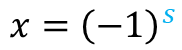 x = (−1)^s